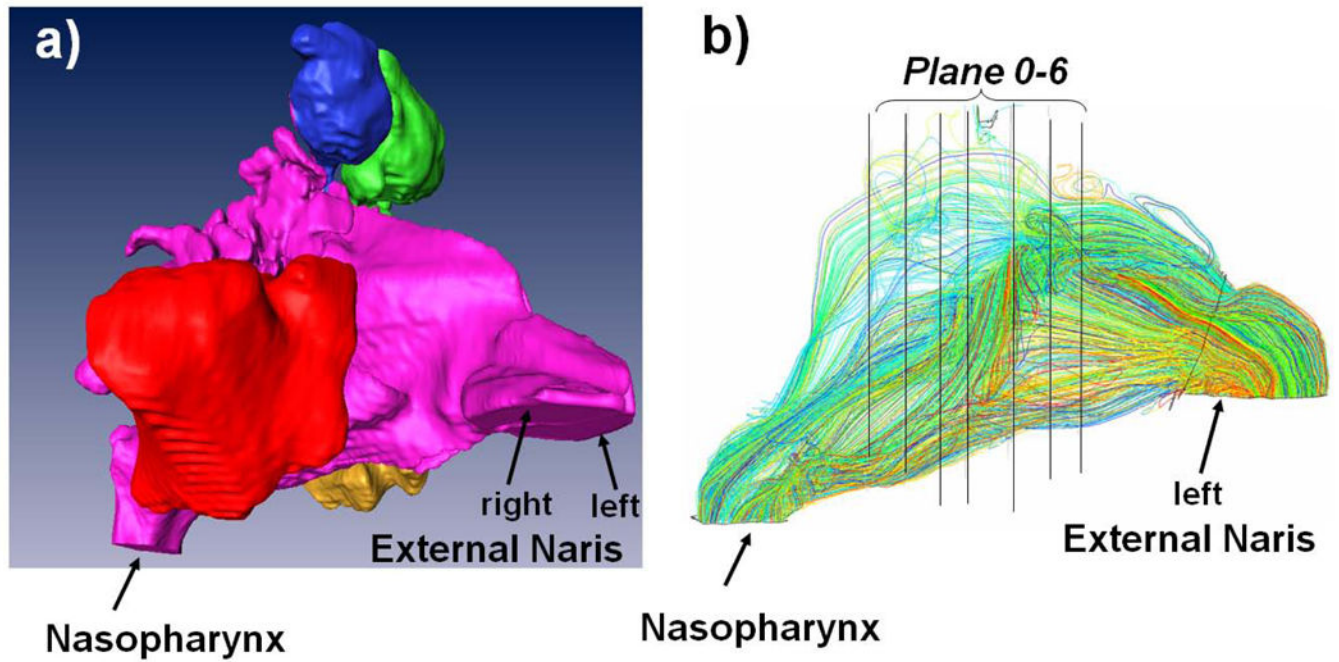 a)
right
left
External Naris
Nasopharynx
b)
Plane 0-6
left
External Naris
Nasopharynx